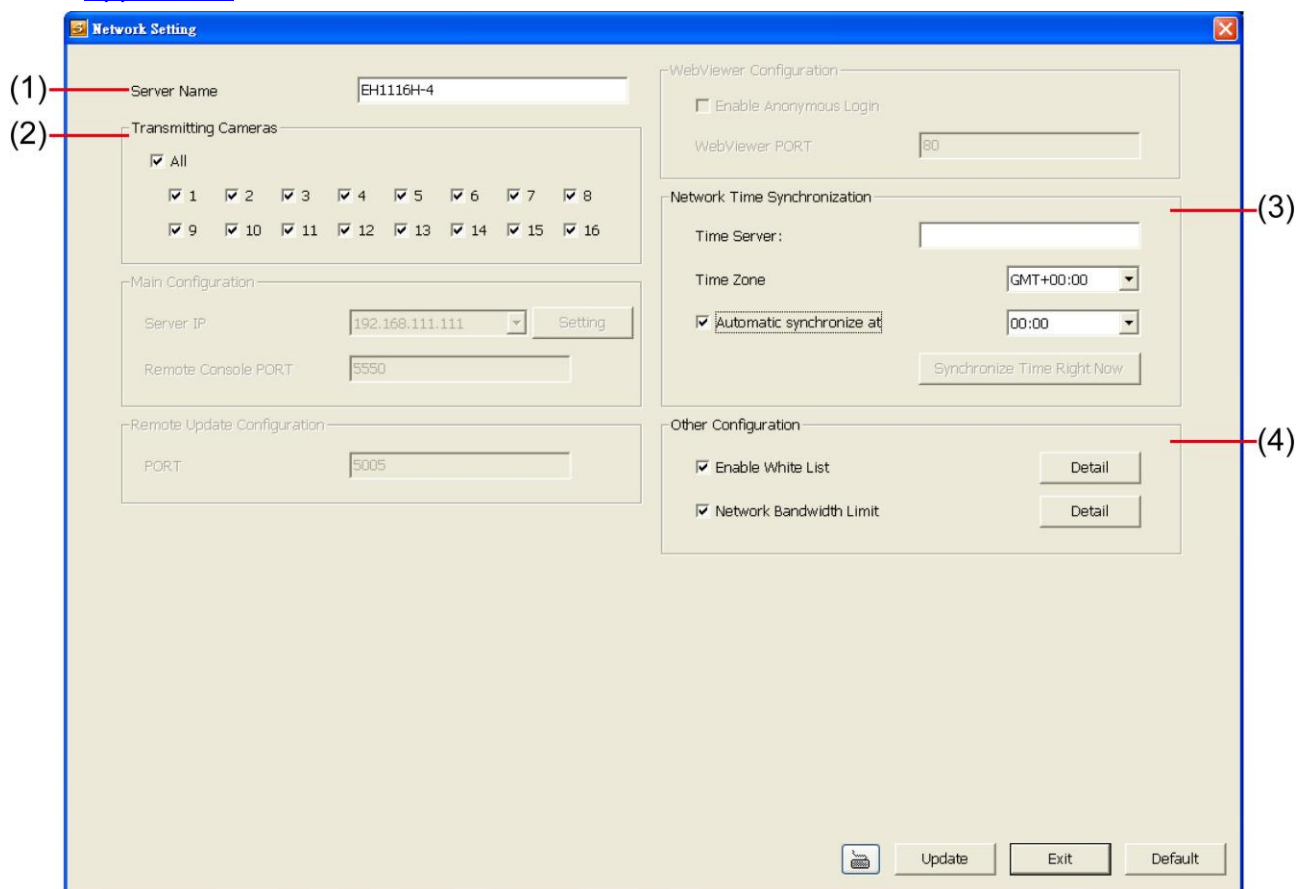 Network Setting
(1)
Server Name
EH1116H-4
(2)
Transmitting Cameras
All
1 2 3 4 5 6 7 8
9 10 11 12 13 14 15 16
Main Configuration
Server IP
192.168.111.111
Setting
Remote Console PORT
5550
Remote Update Configuration
PORT
5005
WebViewer Configuration
Enable Anonymous Login
WebViewer PORT
80
Network Time Synchronization
(3)
Time Server:
Time Zone
GMT+00:00
Automatic synchronize at
00:00
Synchronize Time Right Now
Other Configuration
(4)
Enable White List
Detail
Network Bandwidth Limit
Detail
Update
Exit
Default